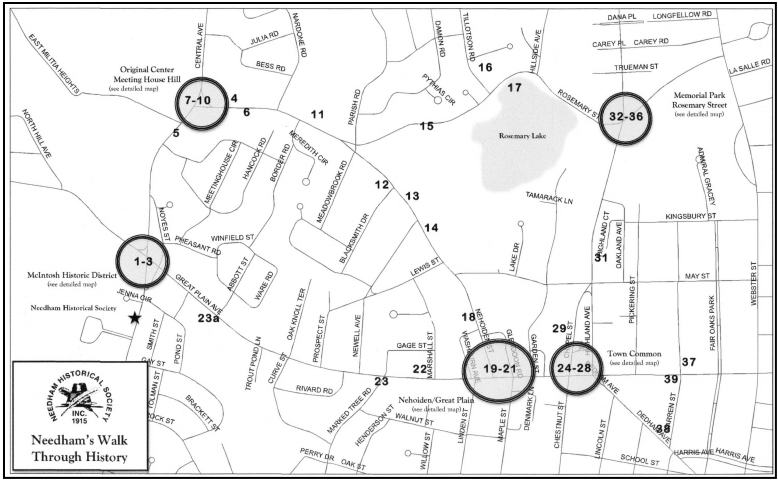 EAST MILITIA HEIGHTS
NORTH HILL AVE
Original Center
Meeting House Hill
(see detailed map)
CENTRAL AVE
NARDONE RD
JULIA RD
BESS RD
7-10
4
6
5
11
PARISH RD
DAMON RD
TILLOTSON RD
PYTHIAS CIR
16
15
17
HILLSIDE AVE
ROSEMARY ST
Rosemary Lake
DANA PL
LONGFELLOW RD
CAREY PL
CAREY RD
TRUEMAN ST
LA SALLE RD
32-36
Memorial Park
Rosemary Street
(see detailed map)
MEETINGHOUSE CIR
HANCOCK RD
BORDER RD
MEREDITH CIR
MEADOWBROOK RD
BLACKSMITH DR
12
13
14
TAMARACK LN
ADMIRAL GRACEY
KINGSBURY ST
HIGHLAND CT
OAKLAND AVE
31
LAKE DR
MAY ST
WEBSTER ST
NOYES ST
PHEASANT RD
WINFIELD ST
ABBOTT ST
WARE RD
LEWIS ST
1-3
McIntosh Historic District
(see detailed map)
JENNA CIR
GREAT PLAIN AVE
23a
Needham Historical Society
SMITH ST
POND ST
GAY ST
TOLMAN ST
BRACKETT ST
TROUT POND LN
CURVE ST
OAK KNOLL TER
PROSPECT ST
NEWELL AVE
GAGE ST
MARSHALL ST
22
23
RIVARD RD
MARKED TREE RD
HENDERSON ST
WALNUT ST
PERRY DR
OAK ST
WILLOW ST
LINDEN ST
MAPLE ST
DENMARK LN
18
19-21
Nehoiden/Great Plain
(see detailed map)
29
24-28
Town Common
(see detailed map)
HIGHLAND AVE
PICKERING ST
FAIR OAKS PARK
37
39
38
WARREN ST
CHESTNUT ST
LINCOLN ST
SCHOOL ST
HARRIS AVE
HARRIS AVE
NEEDHAM HISTORICAL SOCIETY
INC.
1915
Needham's Walk
Through History